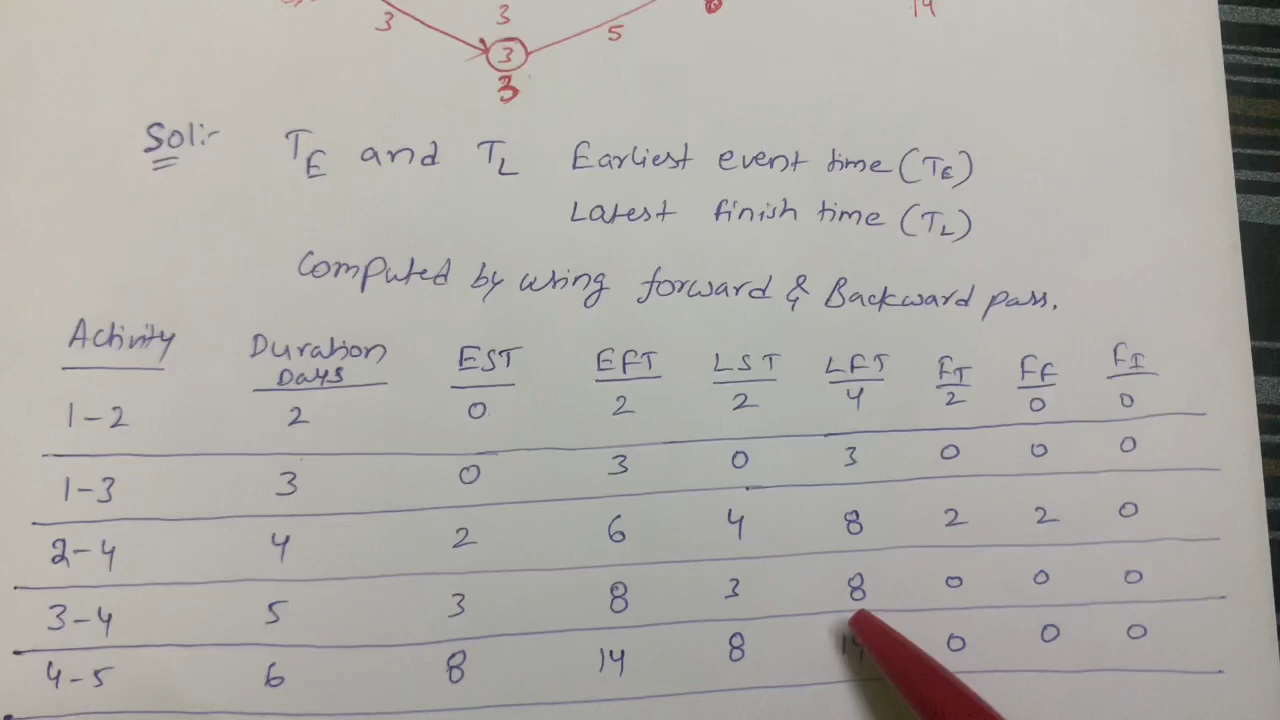 3 3 5 14
3
3
Sol:- TE and TL Earliest event time (TE)
Latest finish time (TL)
Computed by using forward & Backward pass.
Activity Duration Days EST EFT LST LFT FT FF FI
1-2 2 0 2 2 4 2 0 0
1-3 3 0 3 0 3 0 0 0
2-4 4 2 6 4 8 2 2 0
3-4 5 3 8 3 8 0 0 0
4-5 6 8 14 8 14 0 0 0